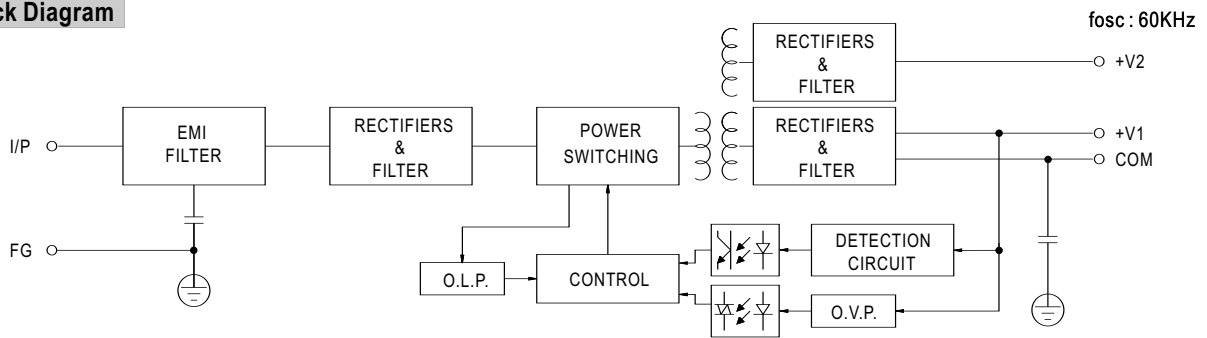 ck Diagram
fosc : 60KHz
RECTIFIERS
&
FILTER
+V2
I/P
EMI
FILTER
RECTIFIERS
&
FILTER
POWER
SWITCHING
RECTIFIERS
&
FILTER
+V1
COM
FG
O.L.P.
CONTROL
DETECTION
CIRCUIT
O.V.P.